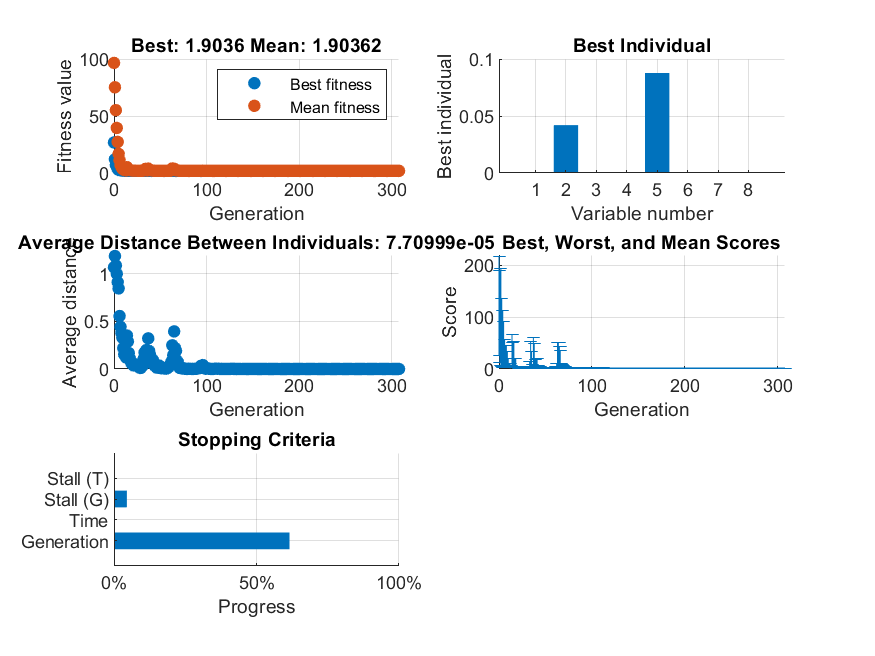 Best: 1.9036 Mean: 1.90362
Fitness value
100
50
0
Best fitness
Mean fitness
0 100 200 300
Generation
Best Individual
Best individual
0.1
0.05
0
1 2 3 4 5 6 7 8
Variable number
Average Distance Between Individuals: 7.70999e-05
Average distance
1
0.5
0
0 100 200 300
Generation
Best, Worst, and Mean Scores
Score
200
100
0
0 100 200 300
Generation
Stopping Criteria
Stall (T)
Stall (G)
Time
Generation
0% 50% 100%
Progress